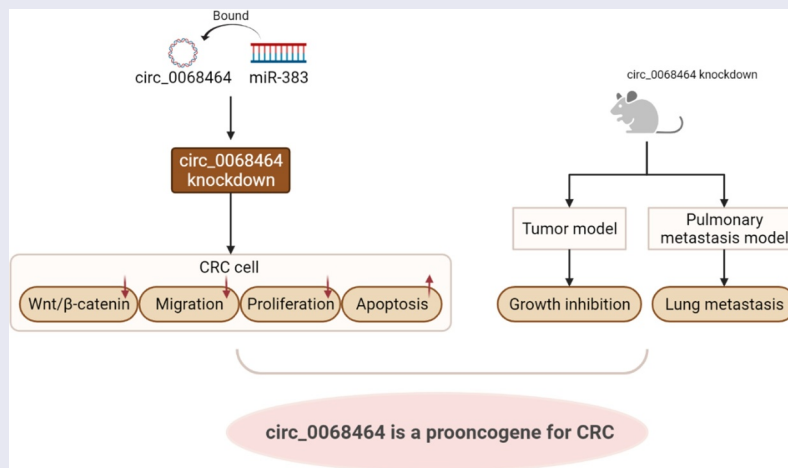 Bound
circ_0068464
miR-383
circ_0068464
knockdown
CRC cell
Wnt/β-catenin
Migration
Proliferation
Apoptosis
circ_0068464 knockdown
Tumor model
Pulmonary
metastasis model
Growth inhibition
Lung metastasis
circ_0068464 is a prooncogene for CRC